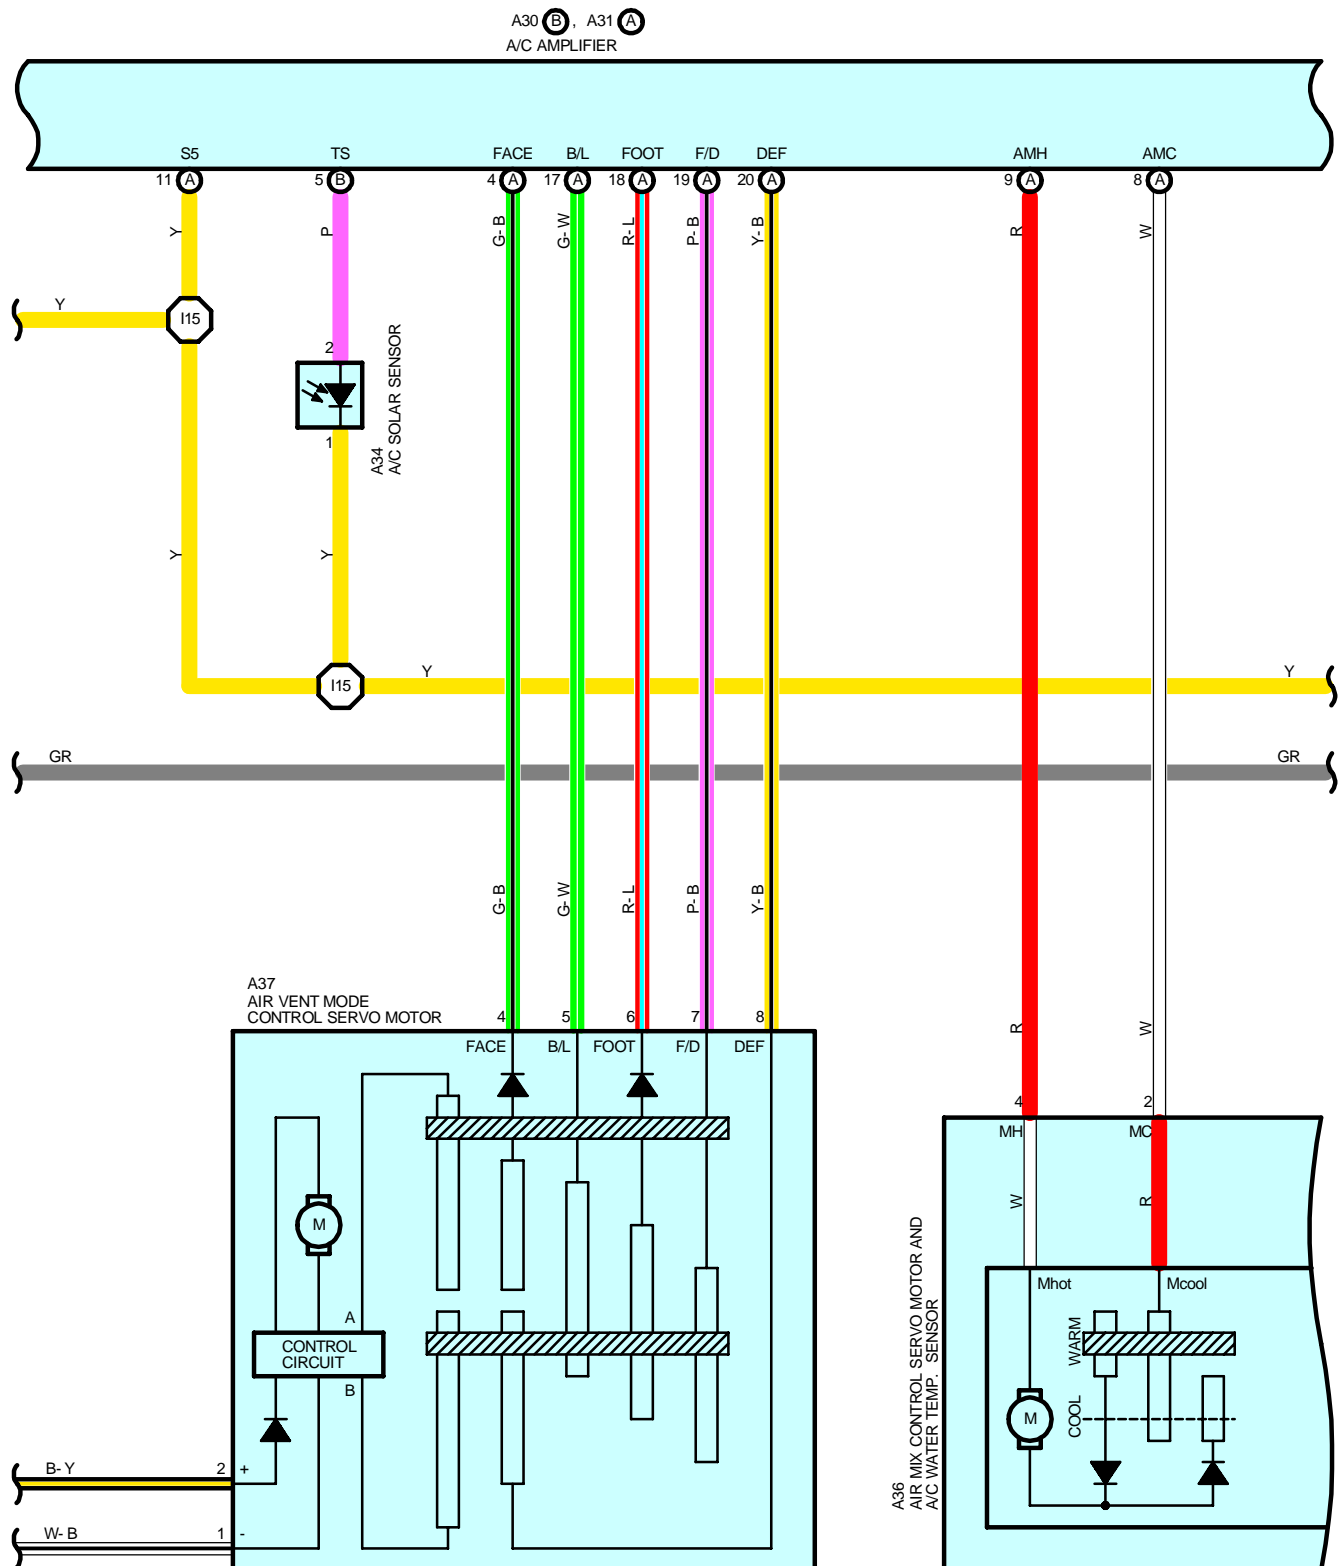 A30 B, A31 A
A/C AMPLIFIER
S5 TS FACE B/L FOOT F/D DEF AMH AMC
11 A 5 B 4 A 17 A 18 A 19 A 20 A 9 A 8 A
Y P G- B G- W R- L P- B Y- B R W
Y
I15
2
A34
A/C SOLAR SENSOR
1
Y Y
I15
Y Y
GR GR
G- B G- W R- L P- B Y- B
A37
AIR VENT MODE
CONTROL SERVO MOTOR
4 5 6 7 8
R W
FACE B/L FOOT F/D DEF
4 2
MH MC
W R
M
A36
AIR MIX CONTROL SERVO MOTOR AND
A/C WATER TEMP. SENSOR
Mhot Mcool
WARM
COOL
M
A
CONTROL
CIRCUIT
B
B- Y 2 +
W- B 1 -